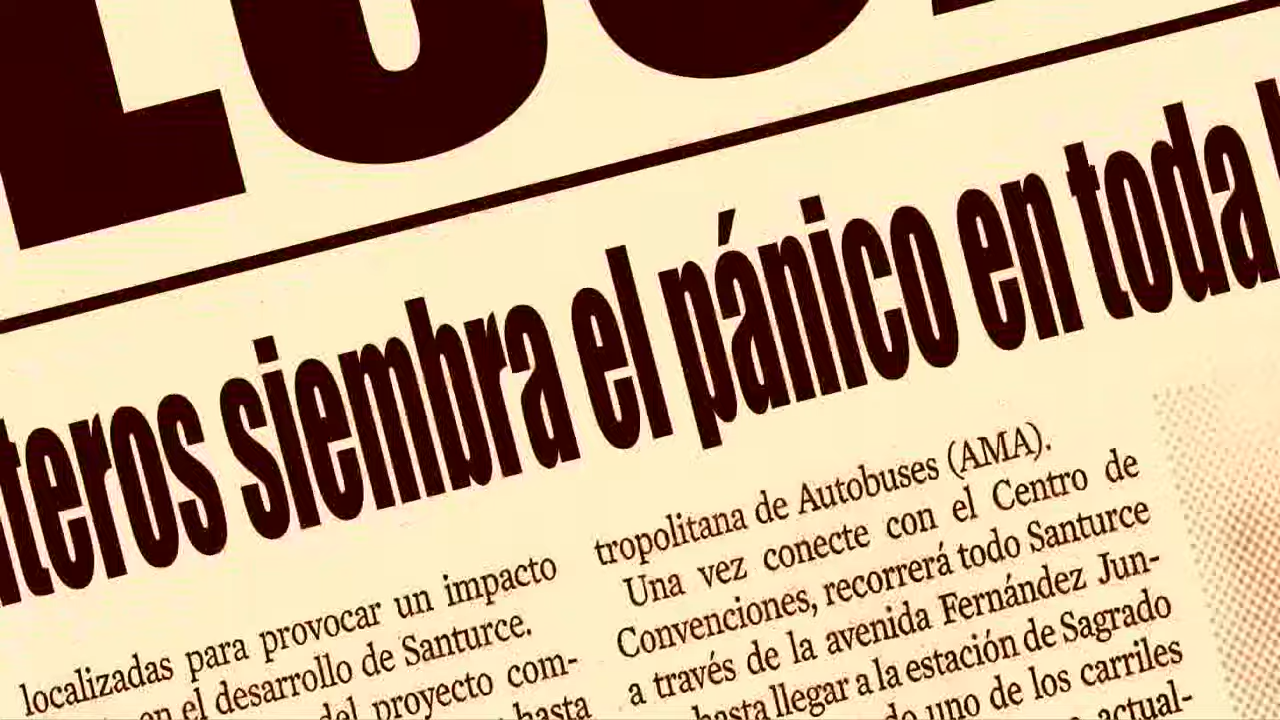 siembra el pánico en toda
localizadas para provocar un impacto
en el desarrollo de Santurce.
del proyecto com-
hasta
tropolitana de Autobuses (AMA).
Una vez conecte con el Centro de
Convenciones, recorrerá todo Santurce
a través de la avenida Fernández Jun-
hasta llegar a la estación de Sagrado
uno de los carriles
actual-